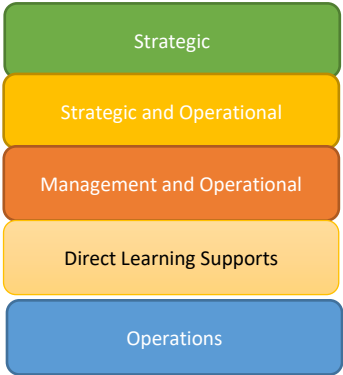 Strategic
Strategic and Operational
Management and Operational
Direct Learning Supports
Operations